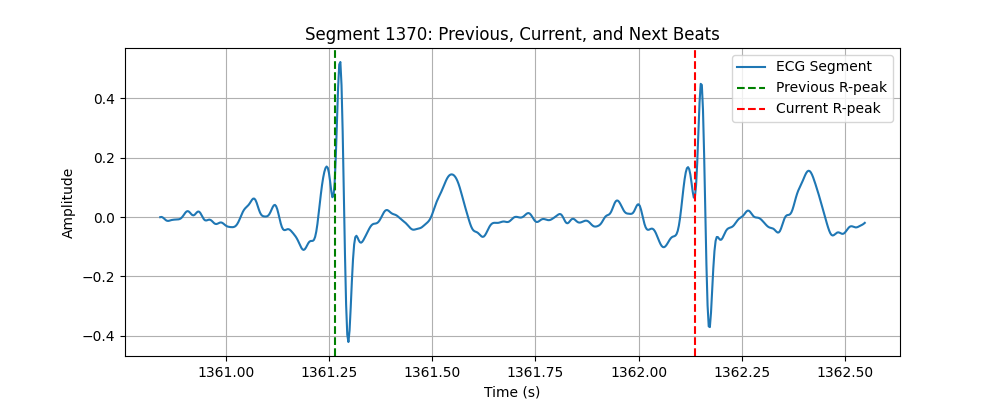 Segment 1370: Previous, Current, and Next Beats
ECG Segment
Previous R-peak
Current R-peak
Amplitude
0.4
0.2
0.0
−0.2
−0.4
1361.00 1361.25 1361.50 1361.75 1362.00 1362.25 1362.50
Time (s)